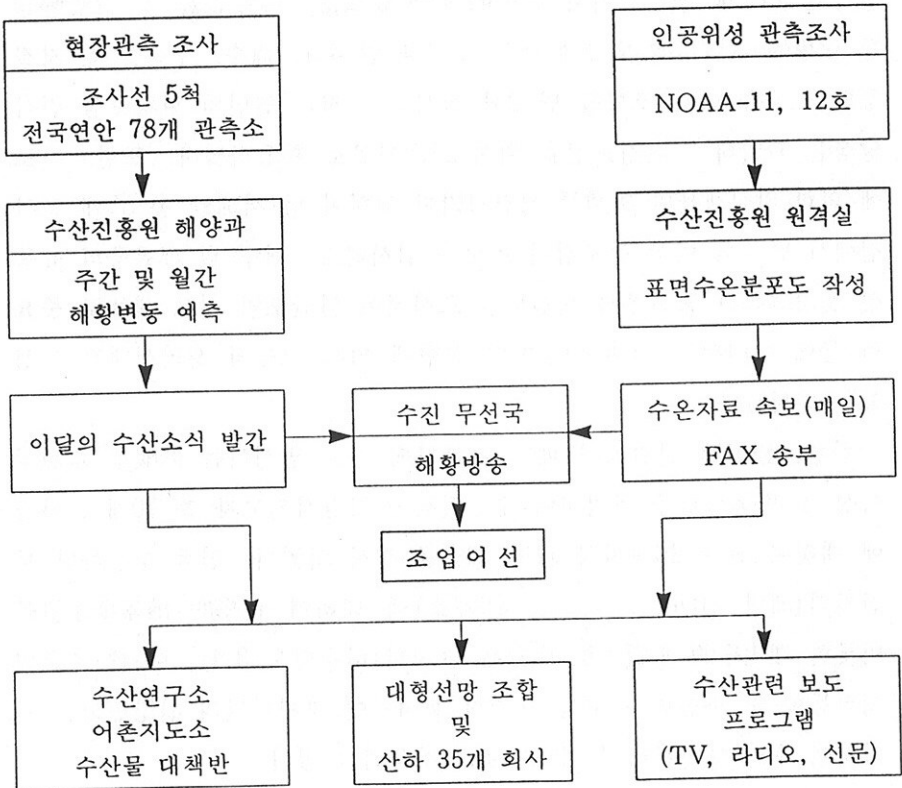 현장관측 조사
조사선 5척
전국연안 78개 관측소
인공위성 관측조사
NOAA-11, 12호
수산진흥원 해양과
주간 및 월간
해황변동 예측
수산진흥원 원격실
표면수온분포도 작성
이달의 수산소식 발간
수진 무선국
해황방송
수온자료 속보(매일)
FAX 송부
조업어선
수산연구소
어촌지도소
수산물 대책반
대형선망 조합
및
산하 35개 회사
수산관련 보도
프로그램
(TV, 라디오, 신문)